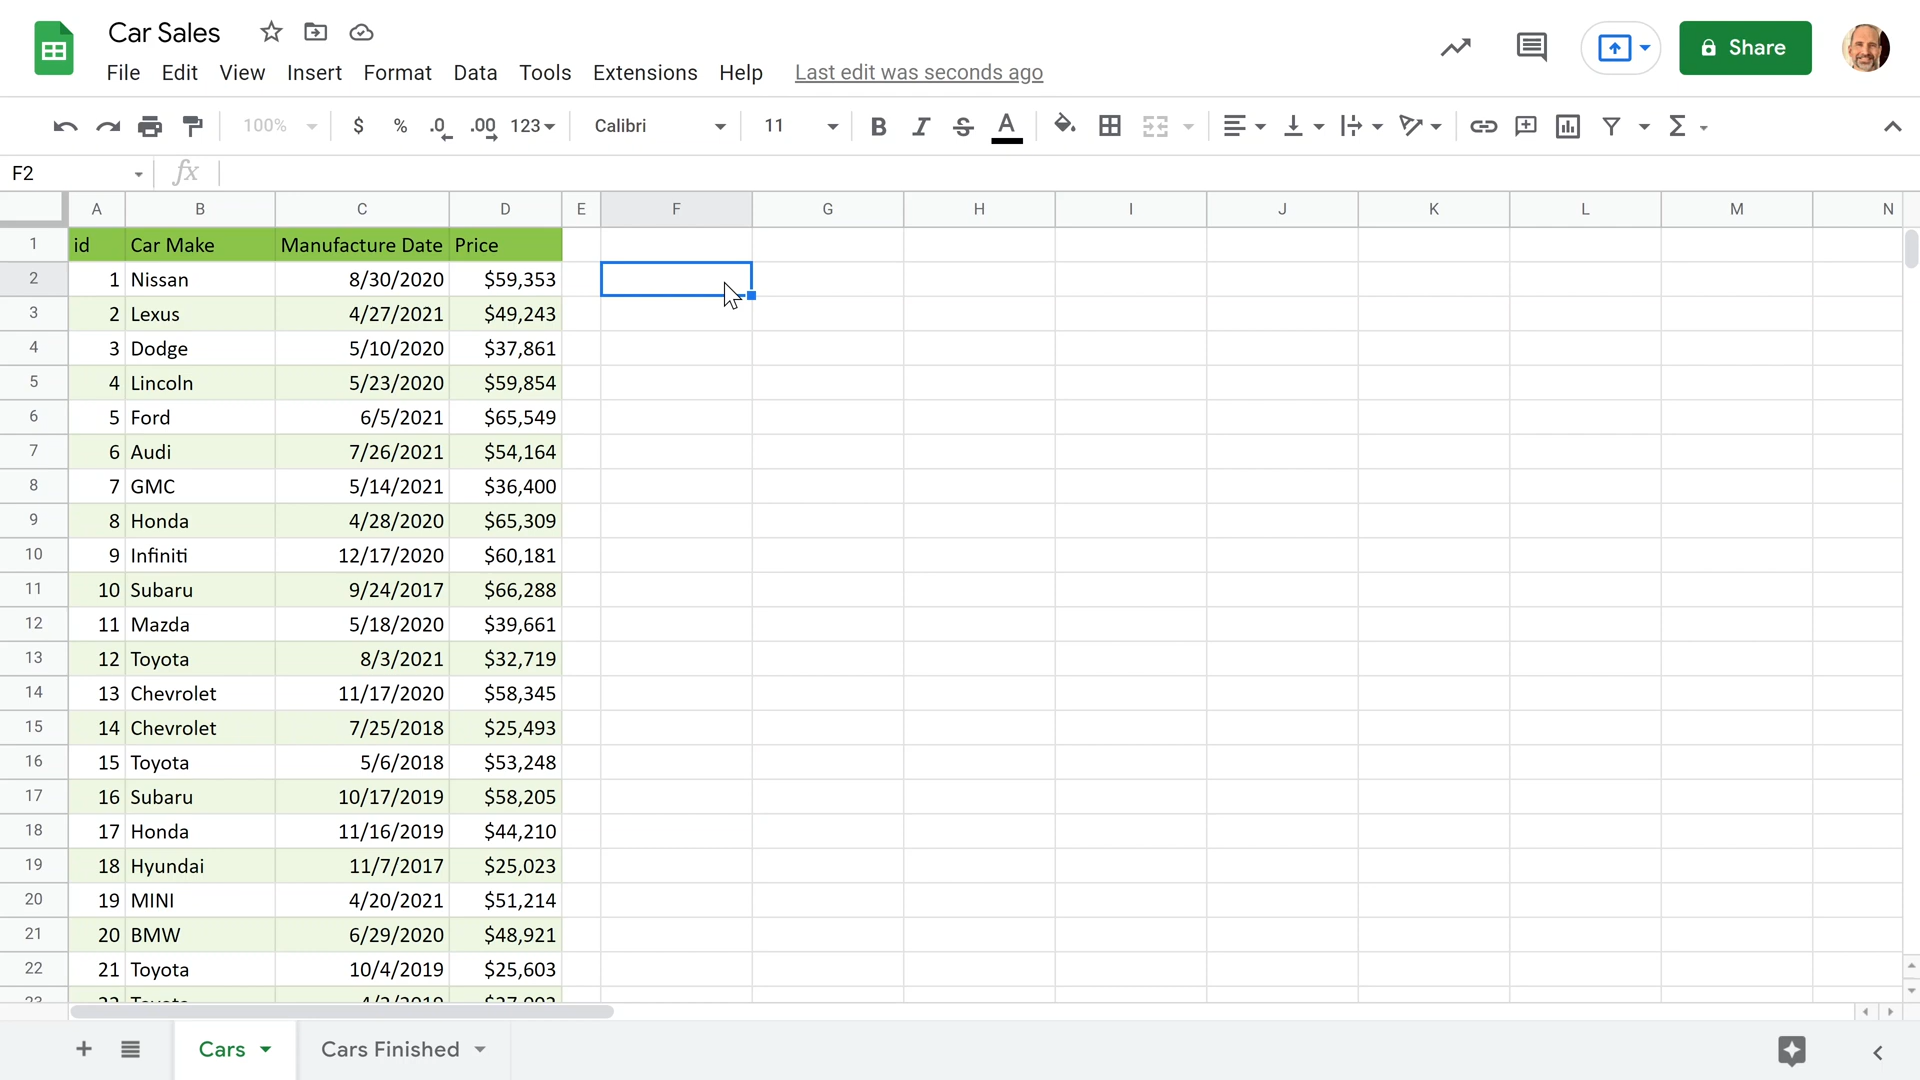 Car Sales
File Edit View Insert Format Data Tools Extensions Help Last edit was seconds ago
Share
100% $ % .0 .00 123 Calibri 11 B I S A Σ
F2 fx
A B C D E F G H I J K L M N
1 id Car Make Manufacture Date Price
2 1 Nissan 8/30/2020 $59,353
3 2 Lexus 4/27/2021 $49,243
4 3 Dodge 5/10/2020 $37,861
5 4 Lincoln 5/23/2020 $59,854
6 5 Ford 6/5/2021 $65,549
7 6 Audi 7/26/2021 $54,164
8 7 GMC 5/14/2021 $36,400
9 8 Honda 4/28/2020 $65,309
10 9 Infiniti 12/17/2020 $60,181
11 10 Subaru 9/24/2017 $66,288
12 11 Mazda 5/18/2020 $39,661
13 12 Toyota 8/3/2021 $32,719
14 13 Chevrolet 11/17/2020 $58,345
15 14 Chevrolet 7/25/2018 $25,493
16 15 Toyota 5/6/2018 $53,248
17 16 Subaru 10/17/2019 $58,205
18 17 Honda 11/16/2019 $44,210
19 18 Hyundai 11/7/2017 $25,023
20 19 MINI 4/20/2021 $51,214
21 20 BMW 6/29/2020 $48,921
22 21 Toyota 10/4/2019 $25,603
23 22 Toyota
Cars Cars Finished